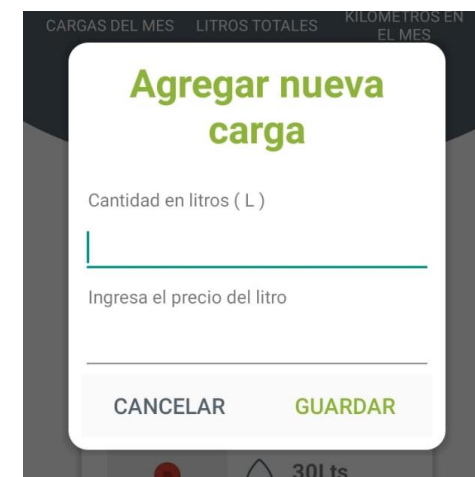 CARGAS DEL MES LITROS TOTALES KILOMETROS EN EL MES
Agregar nueva
carga
Cantidad en litros ( L )
Ingresa el precio del litro
CANCELAR GUARDAR
30Lts